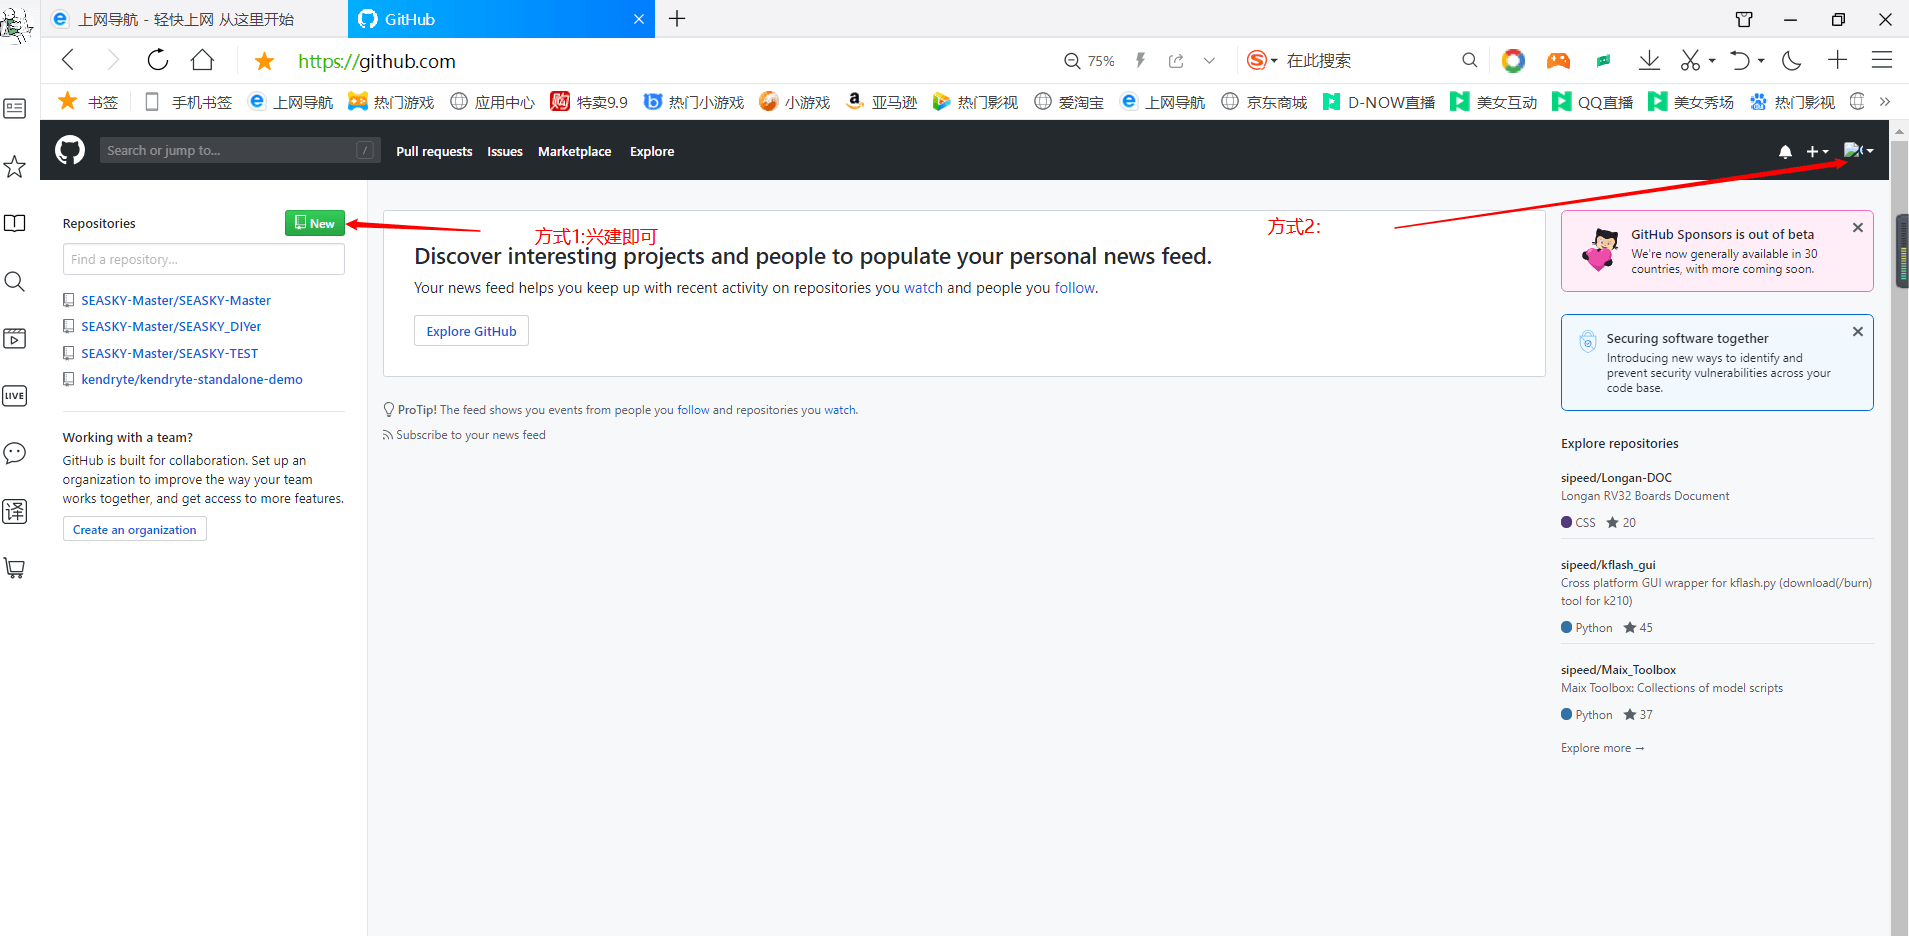 上网导航 - 轻快上网 从这里开始
GitHub
https://github.com
75%
在此搜索
书签
手机书签
上网导航
热门游戏
应用中心
特卖9.9
热门小游戏
小游戏
亚马逊
热门影视
爱淘宝
上网导航
京东商城
D-NOW直播
美女互动
QQ直播
美女秀场
热门影视
Search or jump to...
/
Pull requests
Issues
Marketplace
Explore
LIVE
译
Repositories
New
Find a repository...
SEASKY-Master/SEASKY-Master
SEASKY-Master/SEASKY_DIYer
SEASKY-Master/SEASKY-TEST
kendryte/kendryte-standalone-demo
Working with a team?
GitHub is built for collaboration. Set up an
organization to improve the way your team
works together, and get access to more features.
Create an organization
方式1:兴建即可
方式2:
Discover interesting projects and people to populate your personal news feed.
Your news feed helps you keep up with recent activity on repositories you watch and people you follow.
Explore GitHub
ProTip! The feed shows you events from people you follow and repositories you watch.
Subscribe to your news feed
GitHub Sponsors is out of beta
We're now generally available in 30
countries, with more coming soon.
Securing software together
Introducing new ways to identify and
prevent security vulnerabilities across your
code base.
Explore repositories
sipeed/Longan-DOC
Longan RV32 Boards Document
CSS
20
sipeed/kflash_gui
Cross platform GUI wrapper for kflash.py (download(/burn)
tool for k210)
Python
45
sipeed/Maix_Toolbox
Maix Toolbox: Collections of model scripts
Python
37
Explore more →